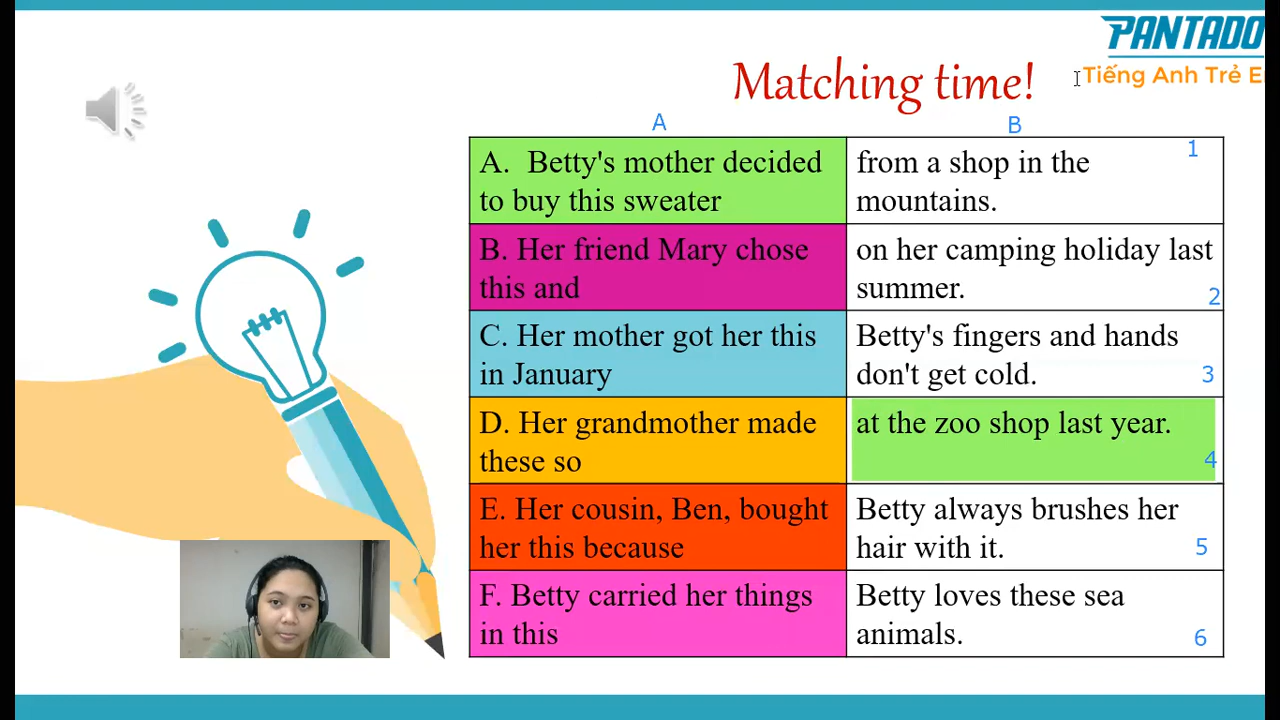 PANTADO
Tiếng Anh Trẻ E
Matching time!
A
B
A. Betty's mother decided
to buy this sweater
from a shop in the
mountains.
1
B. Her friend Mary chose
this and
on her camping holiday last
summer.
2
C. Her mother got her this
in January
Betty's fingers and hands
don't get cold.
3
D. Her grandmother made
these so
at the zoo shop last year.
4
E. Her cousin, Ben, bought
her this because
Betty always brushes her
hair with it.
5
F. Betty carried her things
in this
Betty loves these sea
animals.
6